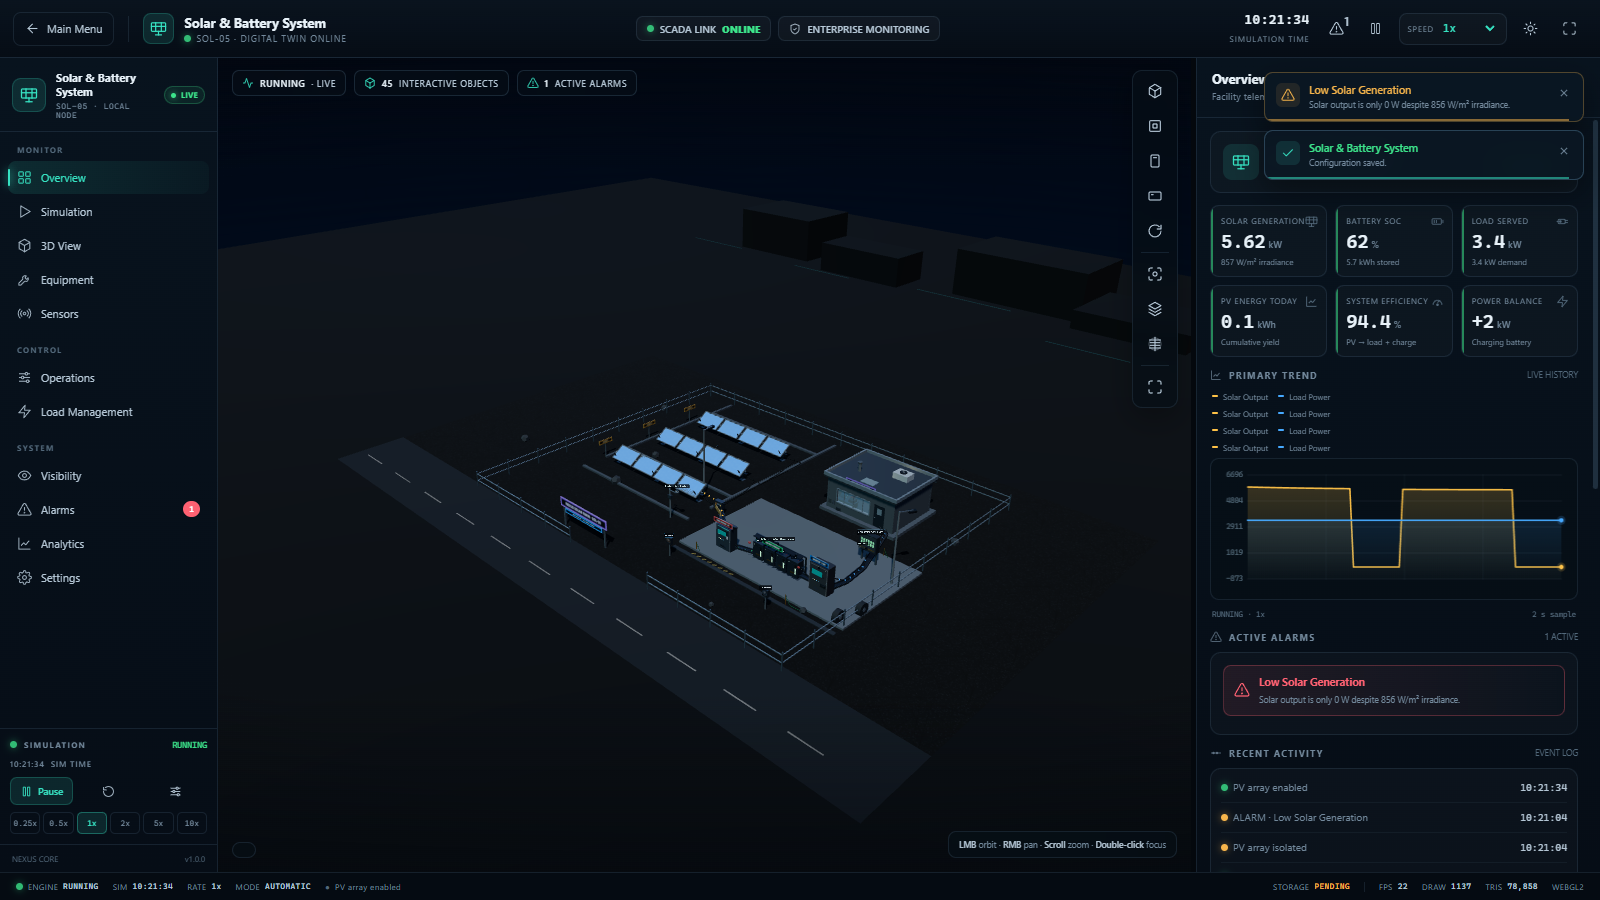 Main Menu
Solar & Battery System
SOL-05 · DIGITAL TWIN ONLINE
SCADA LINK ONLINE
ENTERPRISE MONITORING
10:21:34
SIMULATION TIME
1
SPEED 1x
Solar & Battery System
SOL-05 · LOCAL NODE
LIVE
MONITOR
Overview
Simulation
3D View
Equipment
Sensors
CONTROL
Operations
Load Management
SYSTEM
Visibility
Alarms
1
Analytics
Settings
SIMULATION
RUNNING
10:21:34 SIM TIME
Pause
0.25x
0.5x
1x
2x
5x
10x
NEXUS CORE
v1.0.0
RUNNING · LIVE
45 INTERACTIVE OBJECTS
1 ACTIVE ALARMS
LMB orbit · RMB pan · Scroll zoom · Double-click focus
Overview
Facility telem
Low Solar Generation
Solar output is only 0 W despite 856 W/m² irradiance.
Solar & Battery System
Configuration saved.
SOLAR GENERATION
5.62 kW
857 W/m² irradiance
BATTERY SOC
62 %
5.7 kWh stored
LOAD SERVED
3.4 kW
3.4 kW demand
PV ENERGY TODAY
0.1 kWh
Cumulative yield
SYSTEM EFFICIENCY
94.4 %
PV → load + charge
POWER BALANCE
+2 kW
Charging battery
PRIMARY TREND
LIVE HISTORY
Solar Output Load Power
Solar Output Load Power
Solar Output Load Power
Solar Output Load Power
6696
4804
2911
1019
-873
RUNNING · 1x
2 s sample
ACTIVE ALARMS
1 ACTIVE
Low Solar Generation
Solar output is only 0 W despite 856 W/m² irradiance.
RECENT ACTIVITY
EVENT LOG
PV array enabled
10:21:34
ALARM · Low Solar Generation
10:21:04
PV array isolated
10:21:04
ENGINE RUNNING
SIM 10:21:34
RATE 1x
MODE AUTOMATIC
PV array enabled
STORAGE PENDING
FPS 22
DRAW 1137
TRIS 78,858
WEBGL2